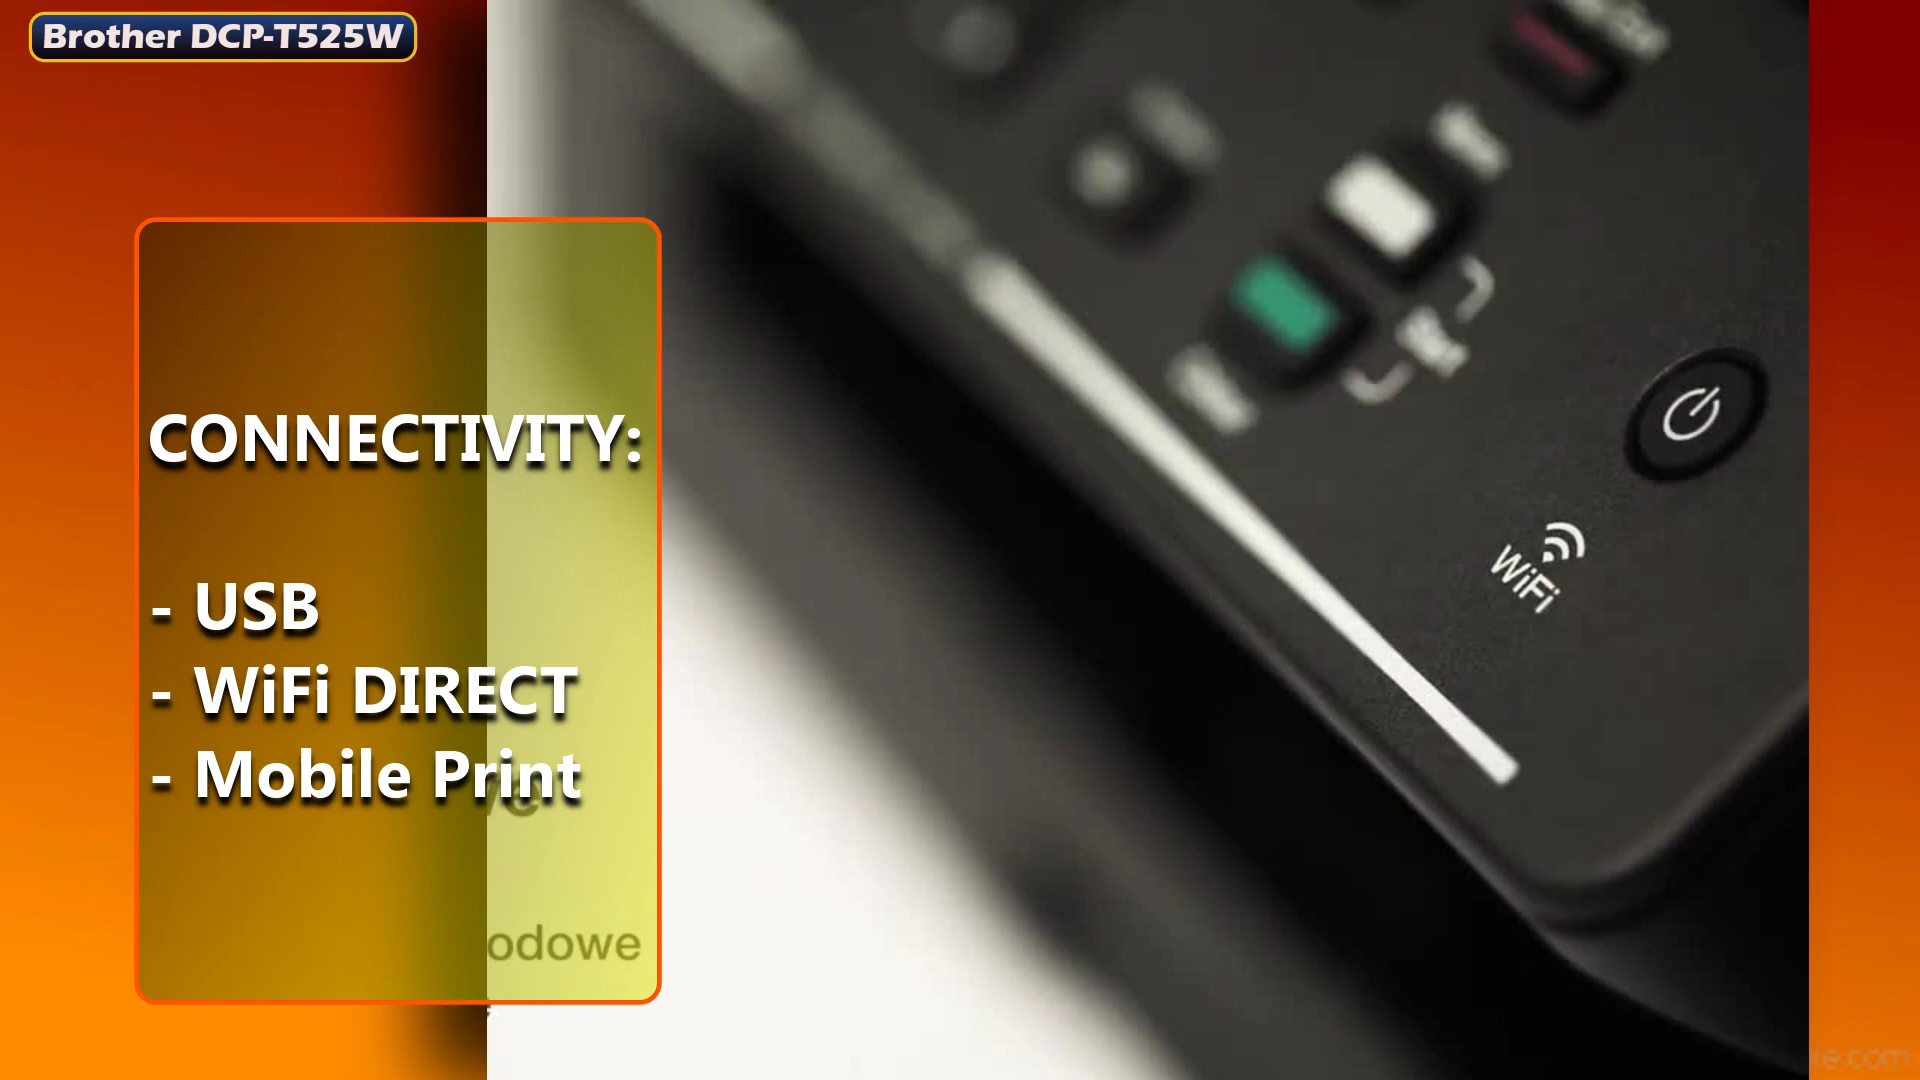 Brother DCP-T525W
CONNECTIVITY:
- USB
- WiFi DIRECT
- Mobile Print
odowe
WiFi